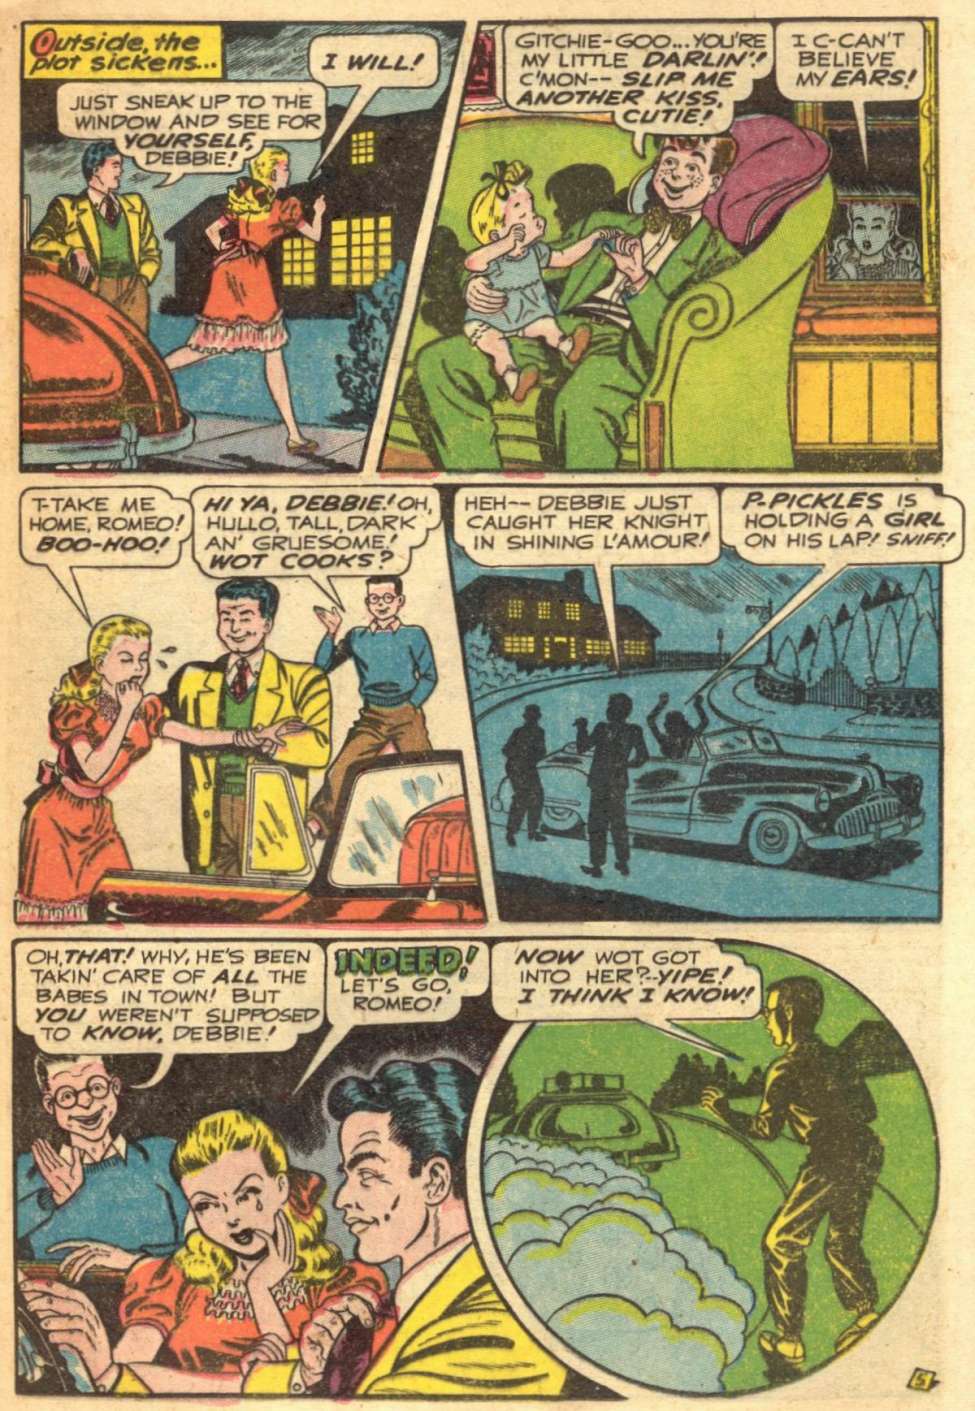 Outside, the
plot sickens...
JUST SNEAK UP TO THE
WINDOW AND SEE FOR
YOURSELF,
DEBBIE!
I WILL!
GITCHIE-GOO...YOU'RE
MY LITTLE DARLIN'!
C'MON-- SLIP ME
ANOTHER KISS,
CUTIE!
I C-CAN'T
BELIEVE
MY EARS!
T-TAKE ME
HOME, ROMEO!
BOO-HOO!
HI YA, DEBBIE! OH,
HULLO, TALL, DARK
AN' GRUESOME!
WOT COOKS?
HEH-- DEBBIE JUST
CAUGHT HER KNIGHT
IN SHINING L'AMOUR!
P-PICKLES IS
HOLDING A GIRL
ON HIS LAP! SNIFF!
OH, THAT! WHY, HE'S BEEN
TAKIN' CARE OF ALL THE
BABES IN TOWN! BUT
YOU WEREN'T SUPPOSED
TO KNOW, DEBBIE!
INDEED!
LET'S GO,
ROMEO!
NOW WOT GOT
INTO HER?--YIPE!
I THINK I KNOW!
5